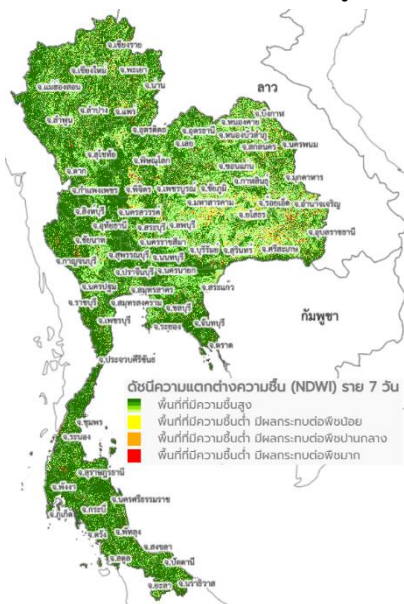 จ.เชียงราย
จ.เชียงใหม่
จ.พะเยา
จ.แม่ฮ่องสอน
จ.น่าน
จ.ลำปาง
จ.แพร่
จ.ลำพูน
จ.อุตรดิตถ์
จ.สุโขทัย
จ.พิษณุโลก
จ.ตาก
จ.กำแพงเพชร
จ.พิจิตร
จ.เพชรบูรณ์
จ.ชัยภูมิ
ลาว
จ.บึงกาฬ
จ.หนองคาย
จ.อุดรธานี
จ.หนองบัวลำภู
จ.เลย
จ.สกลนคร
จ.นครพนม
จ.ขอนแก่น
จ.กาฬสินธุ์
จ.มุกดาหาร
จ.มหาสารคาม
จ.ร้อยเอ็ด
จ.อำนาจเจริญ
จ.ยโสธร
จ.อุบลราชธานี
จ.สิงห์บุรี
จ.นครสวรรค์
จ.อุทัยธานี
จ.สระบุรี
จ.ลพบุรี
จ.ชัยนาท
จ.นครราชสีมา
จ.บุรีรัมย์
จ.สุรินทร์
จ.ศรีสะเกษ
จ.กาญจนบุรี
จ.สุพรรณบุรี
จ.นนทบุรี
จ.ปราจีนบุรี
จ.นครนายก
จ.นครปฐม
จ.สมุทรสาคร
จ.สระแก้ว
จ.ราชบุรี
จ.สมุทรสงคราม
จ.ชลบุรี
จ.เพชรบุรี
จ.ระยอง
จ.จันทบุรี
จ.ตราด
กัมพูชา
จ.ประจวบคีรีขันธ์
ดัชนีความแตกต่างความชื้น (NDWI) ราย 7 วัน
พื้นที่ที่มีความชื้นสูง
พื้นที่ที่มีความชื้นต่ำ มีผลกระทบต่อพืชน้อย
พื้นที่ที่มีความชื้นต่ำ มีผลกระทบต่อพืชปานกลาง
พื้นที่ที่มีความชื้นต่ำ มีผลกระทบต่อพืชมาก
จ.ชุมพร
จ.ระนอง
จ.สุราษฎร์ธานี
จ.พังงา
จ.นครศรีธรรมราช
จ.กระบี่
จ.ภูเก็ต
จ.ตรัง
จ.พัทลุง
จ.สงขลา
จ.สตูล
จ.ปัตตานี
จ.ยะลา
จ.นราธิวาส